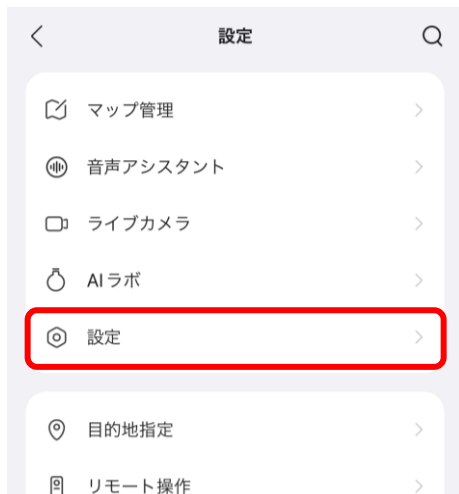 設定
マップ管理
音声アシスタント
ライブカメラ
AIラボ
設定
目的地指定
リモート操作